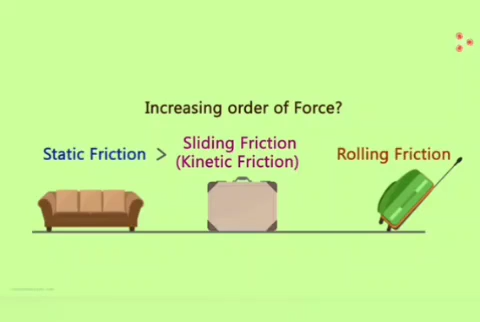 Increasing order of Force?
Static Friction > Sliding Friction
(Kinetic Friction)
Rolling Friction